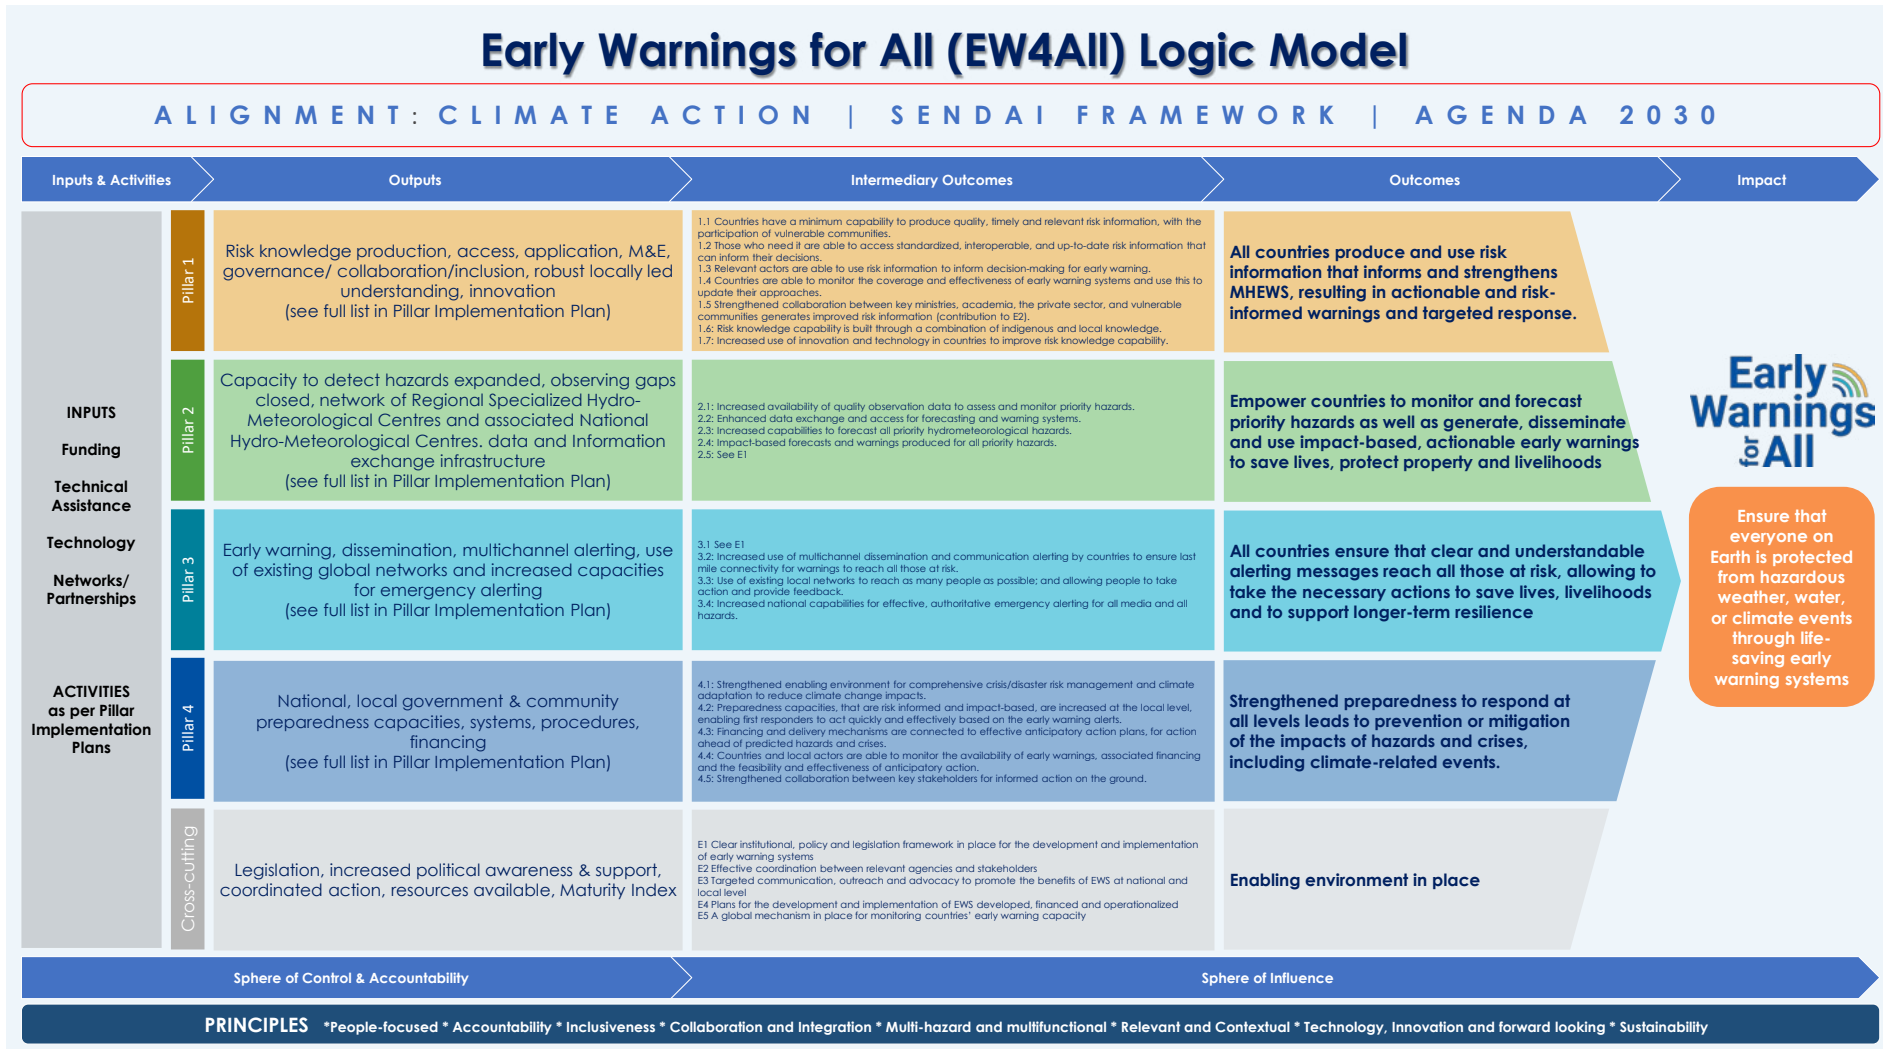 Early Warnings for All (EW4All) Logic Model
ALIGNMENT: CLIMATE ACTION | SENDAI FRAMEWORK | AGENDA 2030
Inputs & Activities
Outputs
Intermediary Outcomes
Outcomes
Impact
INPUTS
Funding
Technical
Assistance
Technology
Networks/
Partnerships
ACTIVITIES
as per Pillar
Implementation
Plans
Pillar 1
Risk knowledge production, access, application, M&E,
governance/ collaboration/inclusion, robust locally led
understanding, innovation
(see full list in Pillar Implementation Plan)
1.1 Countries have a minimum capability to produce quality, timely and relevant risk information, with the
participation of vulnerable communities.
1.2 Those who need it are able to access standardized, interoperable, and up-to-date risk information that
can inform their decisions.
1.3 Relevant actors are able to use risk information to inform decision-making for early warning.
1.4 Countries are able to monitor the coverage and effectiveness of early warning systems and use this to
update their approaches.
1.5 Strengthened collaboration between key ministries, academia, the private sector, and vulnerable
communities generates improved risk information (contribution to E2).
1.6: Risk knowledge capability is built through a combination of indigenous and local knowledge.
1.7: Increased use of innovation and technology in countries to improve risk knowledge capability.
All countries produce and use risk
information that informs and strengthens
MHEWS, resulting in actionable and risk-
informed warnings and targeted response.
Pillar 2
Capacity to detect hazards expanded, observing gaps
closed, network of Regional Specialized Hydro-
Meteorological Centres and associated National
Hydro-Meteorological Centres. data and Information
exchange infrastructure
(see full list in Pillar Implementation Plan)
2.1: Increased availability of quality observation data to assess and monitor priority hazards.
2.2: Enhanced data exchange and access for forecasting and warning systems.
2.3: Increased capabilities to forecast all priority hydrometeorological hazards.
2.4: Impact-based forecasts and warnings produced for all priority hazards.
2.5: See E1
Empower countries to monitor and forecast
priority hazards as well as generate, disseminate
and use impact-based, actionable early warnings
to save lives, protect property and livelihoods
Pillar 3
Early warning, dissemination, multichannel alerting, use
of existing global networks and increased capacities
for emergency alerting
(see full list in Pillar Implementation Plan)
3.1 See E1
3.2: Increased use of multichannel dissemination and communication alerting by countries to ensure last
mile connectivity for warnings to reach all those at risk.
3.3: Use of existing local networks to reach as many people as possible; and allowing people to take
action and provide feedback.
3.4: Increased national capabilities for effective, authoritative emergency alerting for all media and all
hazards.
All countries ensure that clear and understandable
alerting messages reach all those at risk, allowing to
take the necessary actions to save lives, livelihoods
and to support longer-term resilience
Pillar 4
National, local government & community
preparedness capacities, systems, procedures,
financing
(see full list in Pillar Implementation Plan)
4.1: Strengthened enabling environment for comprehensive crisis/disaster risk management and climate
adaptation to reduce climate change impacts.
4.2: Preparedness capacities, that are risk informed and impact-based, are increased at the local level,
enabling first responders to act quickly and effectively based on the early warning alerts.
4.3: Financing and delivery mechanisms are connected to effective anticipatory action plans, for action
ahead of predicted hazards and crises.
4.4: Countries and local actors are able to monitor the availability of early warnings, associated financing
and the feasibility and effectiveness of anticipatory action.
4.5: Strengthened collaboration between key stakeholders for informed action on the ground.
Strengthened preparedness to respond at
all levels leads to prevention or mitigation
of the impacts of hazards and crises,
including climate-related events.
Cross-cutting
Legislation, increased political awareness & support,
coordinated action, resources available, Maturity Index
E1 Clear institutional, policy and legislation framework in place for the development and implementation
of early warning systems
E2 Effective coordination between relevant agencies and stakeholders
E3 Targeted communication, outreach and advocacy to promote the benefits of EWS at national and
local level
E4 Plans for the development and implementation of EWS developed, financed and operationalized
E5 A global mechanism in place for monitoring countries' early warning capacity
Enabling environment in place
Early
Warnings
for All
Ensure that
everyone on
Earth is protected
from hazardous
weather, water,
or climate events
through life-
saving early
warning systems
Sphere of Control & Accountability
Sphere of Influence
PRINCIPLES *People-focused * Accountability * Inclusiveness * Collaboration and Integration * Multi-hazard and multifunctional * Relevant and Contextual * Technology, Innovation and forward looking * Sustainability